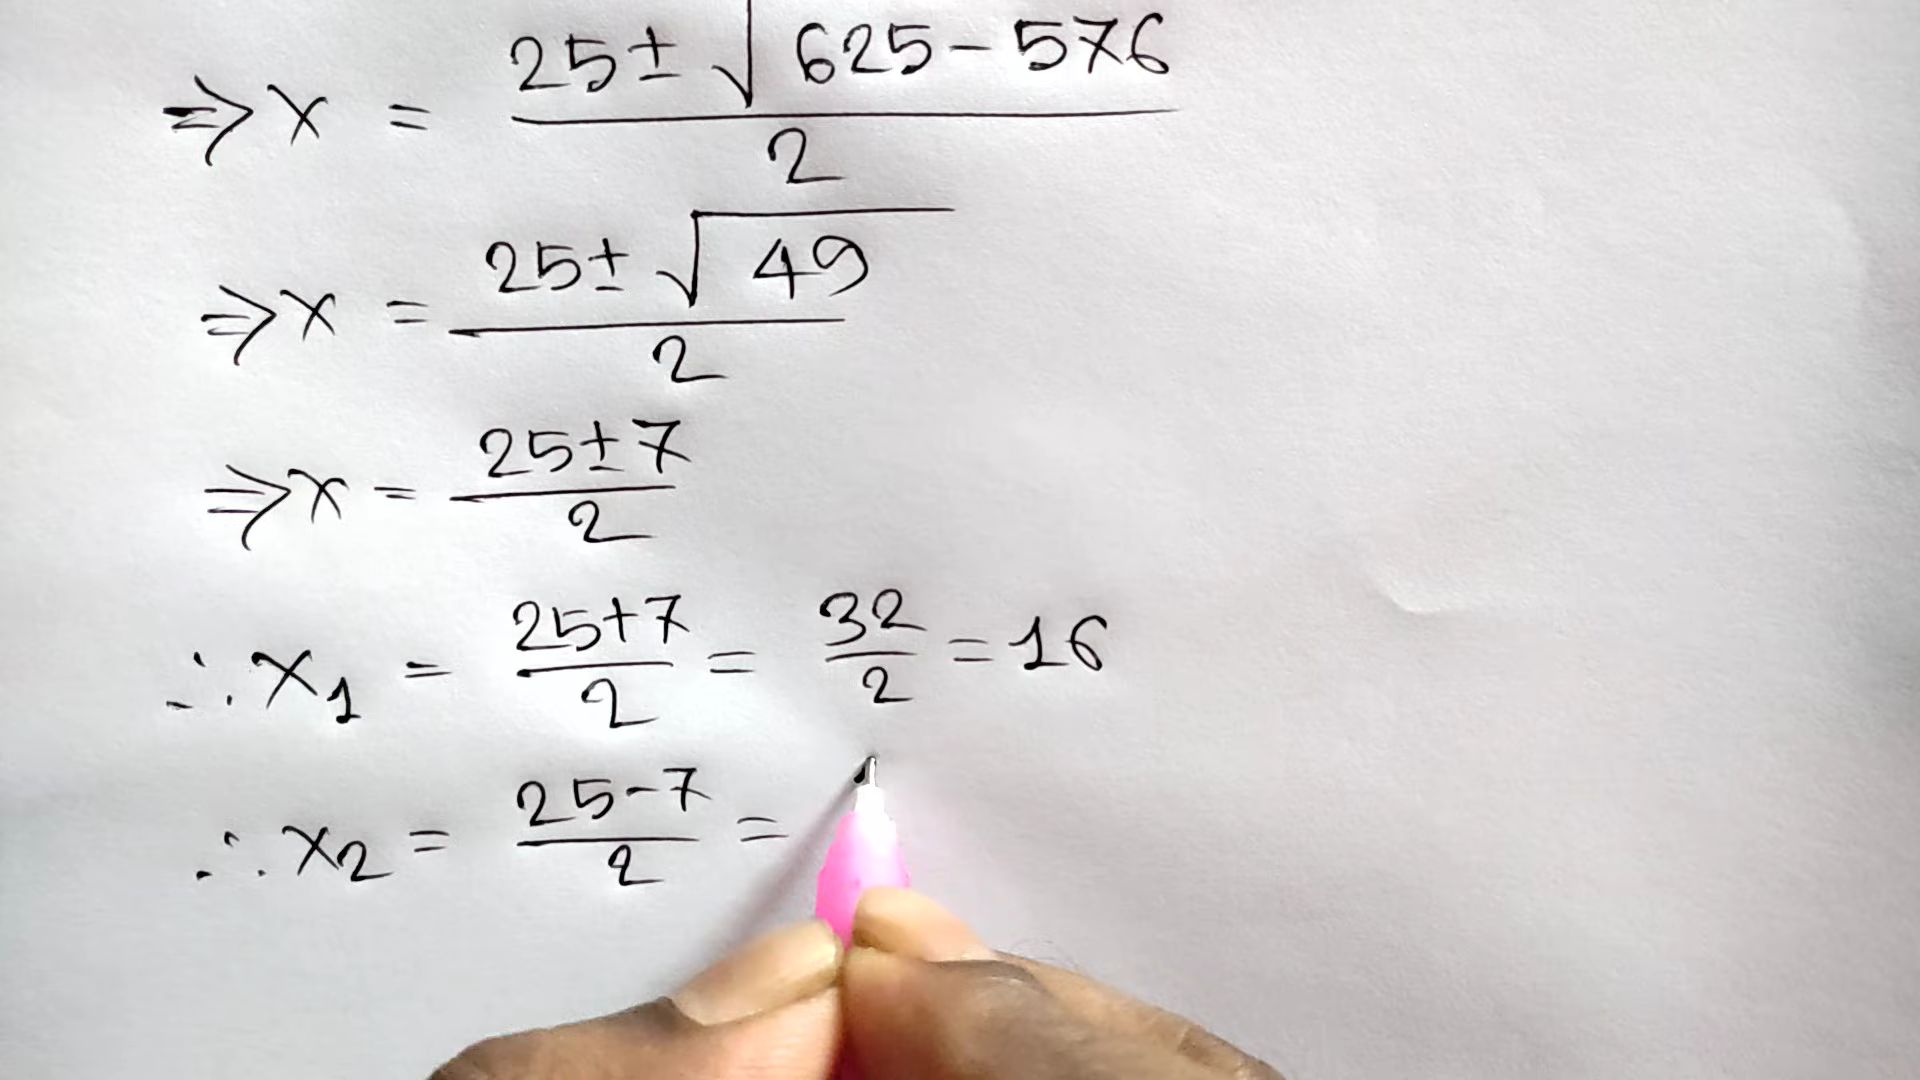 ⇒ x = (25 ± √625 - 576) / 2
⇒ x = (25 ± √49) / 2
⇒ x = (25 ± 7) / 2
∴ x₁ = (25 + 7) / 2 = 32 / 2 = 16
∴ x₂ = (25 - 7) / 2 =